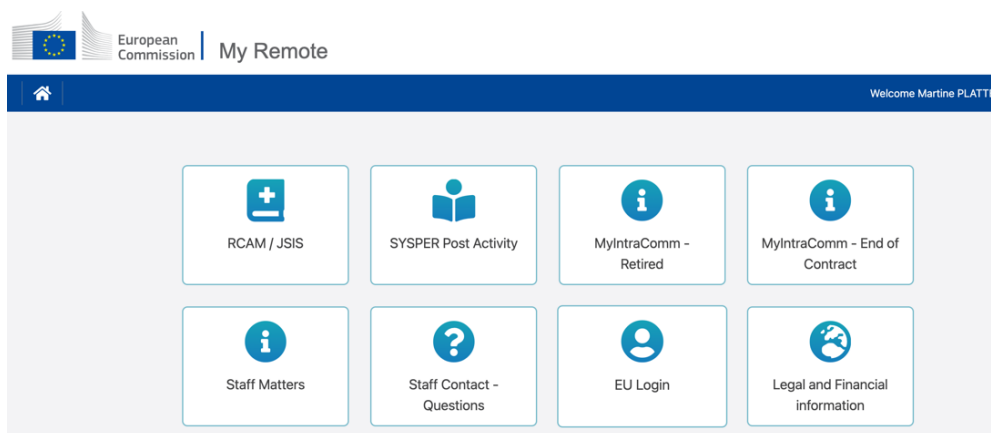 European
Commission
My Remote
Welcome Martine PLATT
RCAM / JSIS
SYSPER Post Activity
MyIntraComm -
Retired
MyIntraComm - End of
Contract
Staff Matters
Staff Contact -
Questions
EU Login
Legal and Financial
information